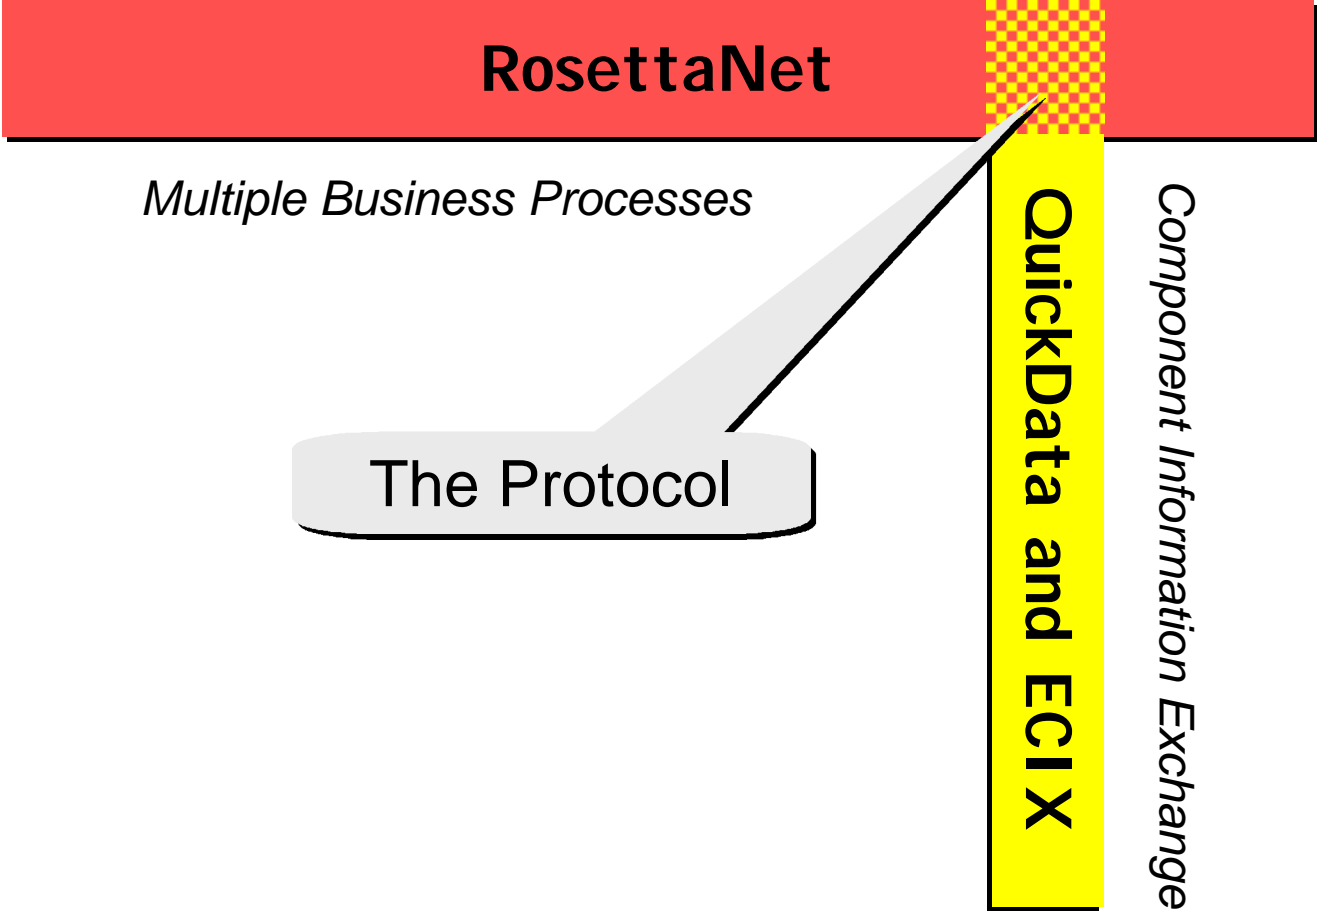 RosettaNet
Multiple Business Processes
The Protocol
QuickData and ECIX
Component Information Exchange